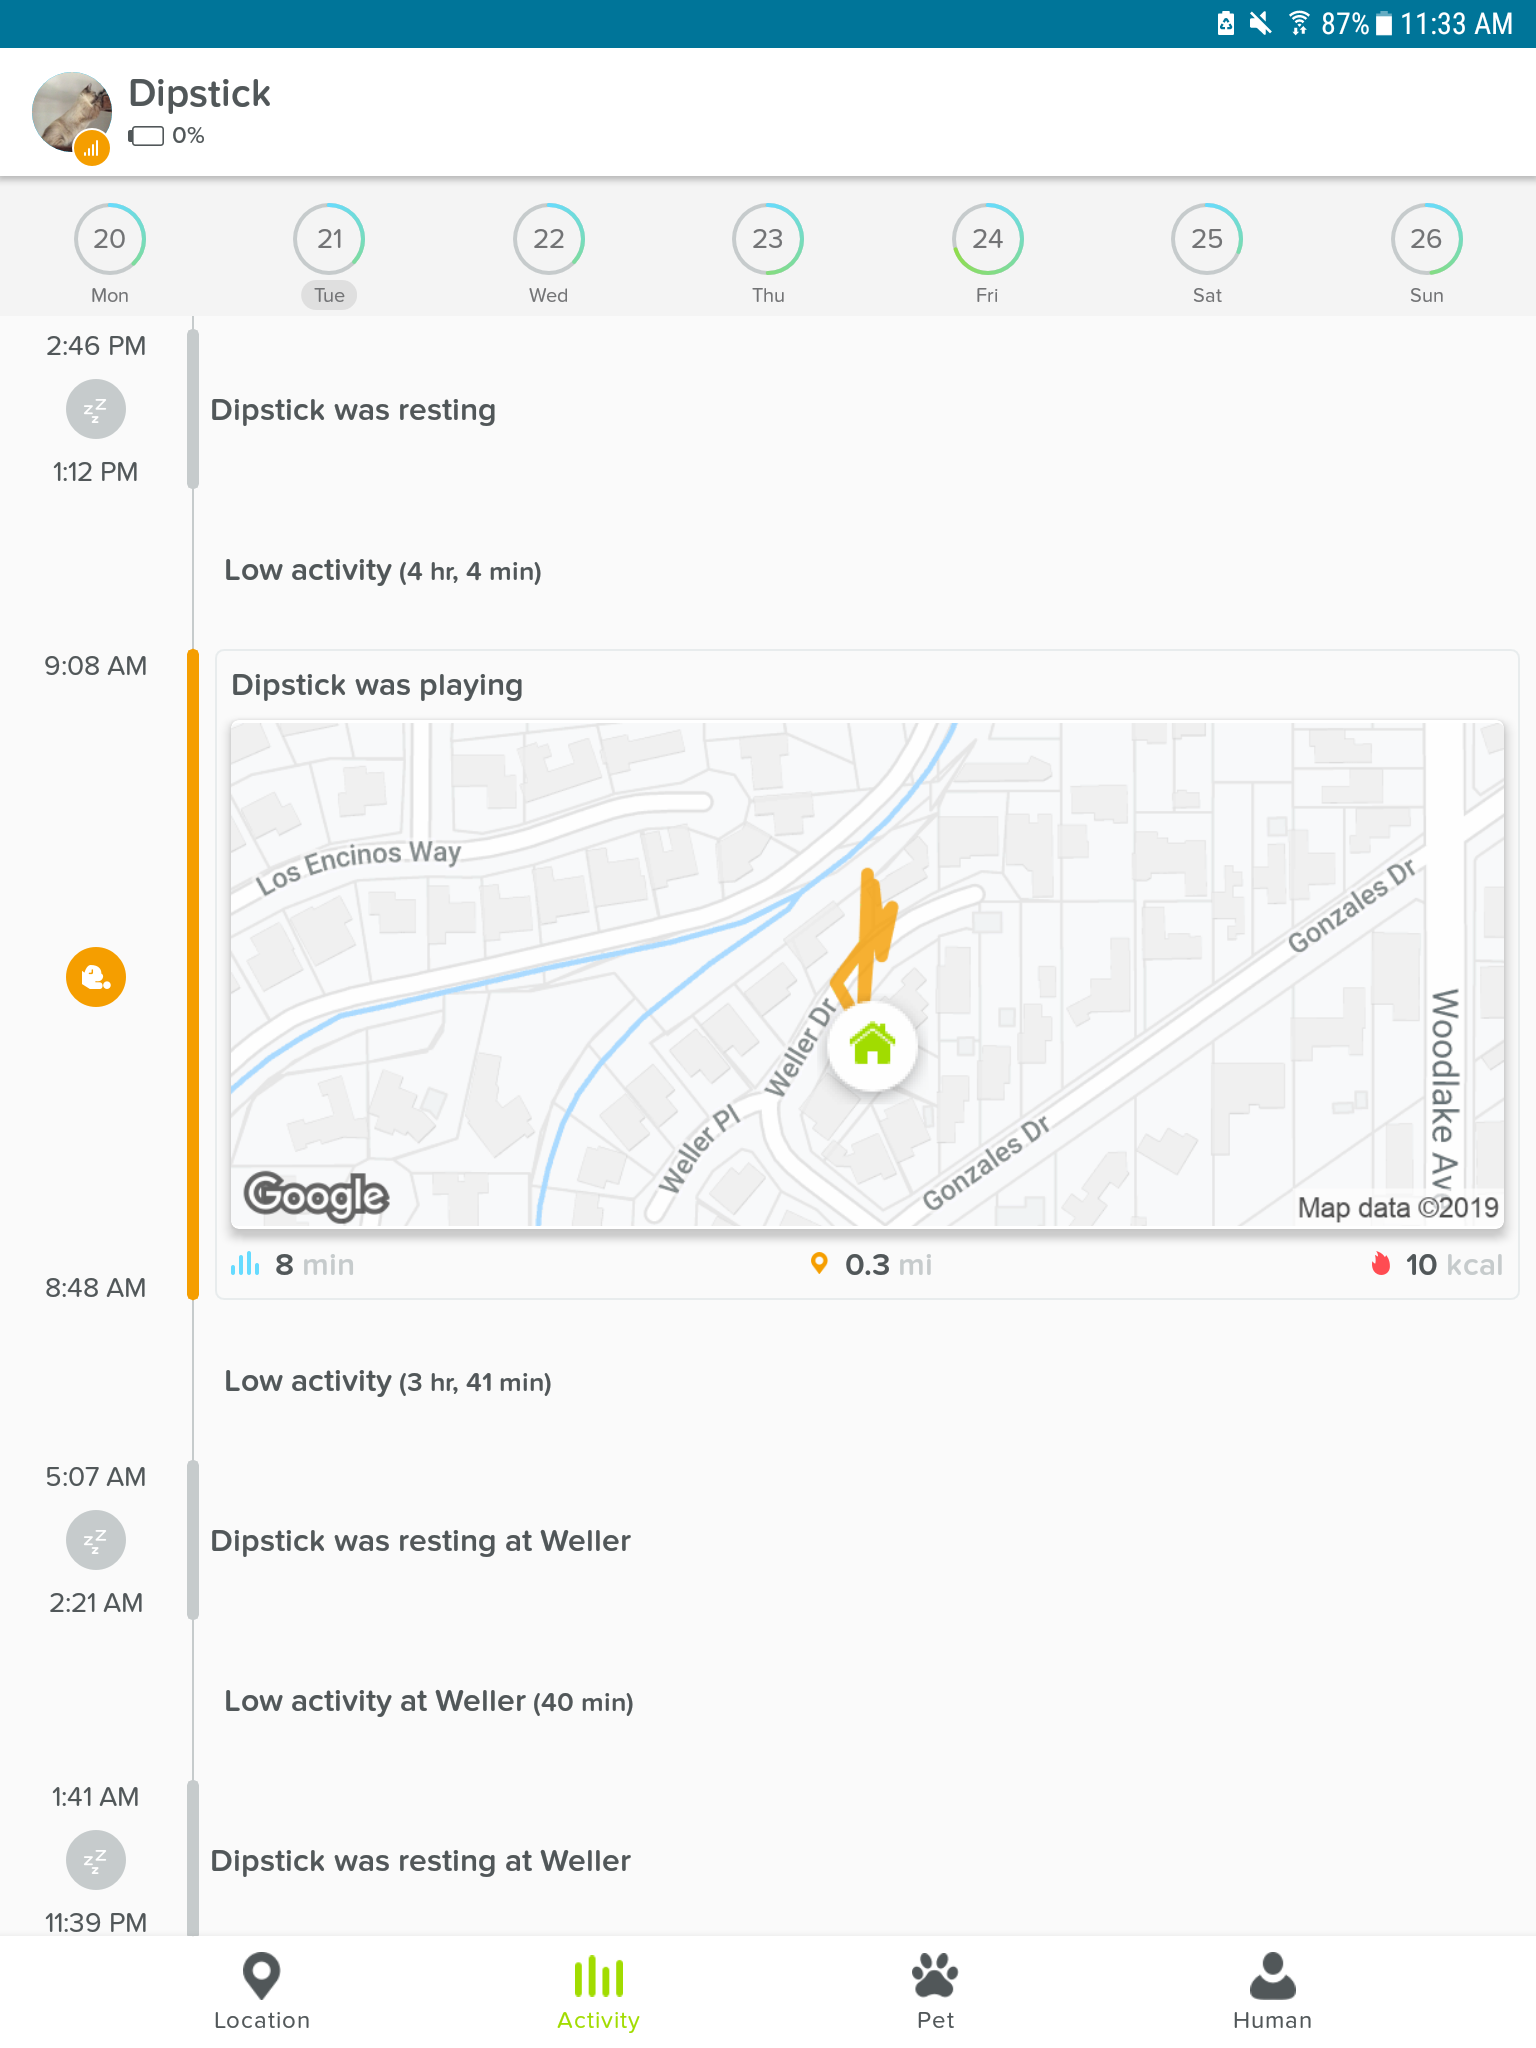 87% 11:33 AM
Dipstick
0%
20 21 22 23 24 25 26
Mon Tue Wed Thu Fri Sat Sun
2:46 PM
Dipstick was resting
1:12 PM
Low activity (4 hr, 4 min)
9:08 AM
Dipstick was playing
Los Encinos Way
Gonzales Dr
Weller Dr
Woodlake Av
Weller Pl
Gonzales Dr
Google
Map data ©2019
8 min 0.3 mi 10 kcal
8:48 AM
Low activity (3 hr, 41 min)
5:07 AM
Dipstick was resting at Weller
2:21 AM
Low activity at Weller (40 min)
1:41 AM
Dipstick was resting at Weller
11:39 PM
Location Activity Pet Human